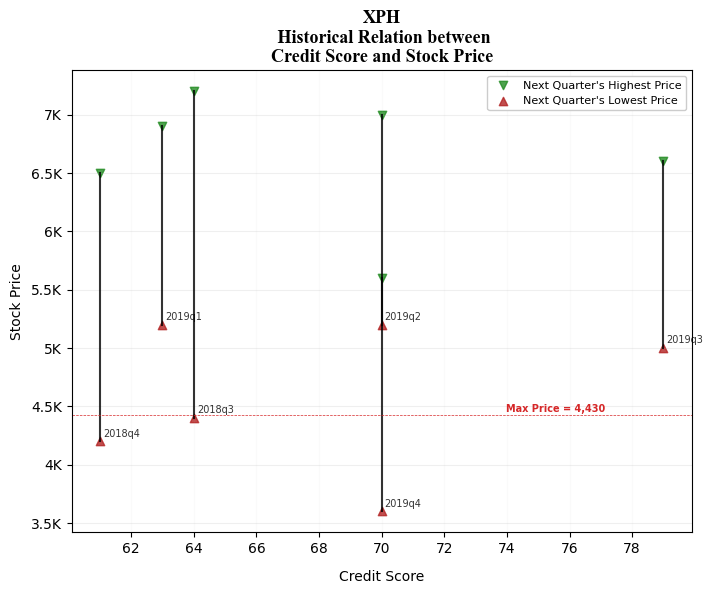 XPH
Historical Relation between
Credit Score and Stock Price
Next Quarter's Highest Price
Next Quarter's Lowest Price
7K
6.5K
6K
5.5K
5K
4.5K
4K
3.5K
Stock Price
2019q1
2019q2
2019q3
2018q3
Max Price = 4,430
2018q4
2019q4
62 64 66 68 70 72 74 76 78
Credit Score